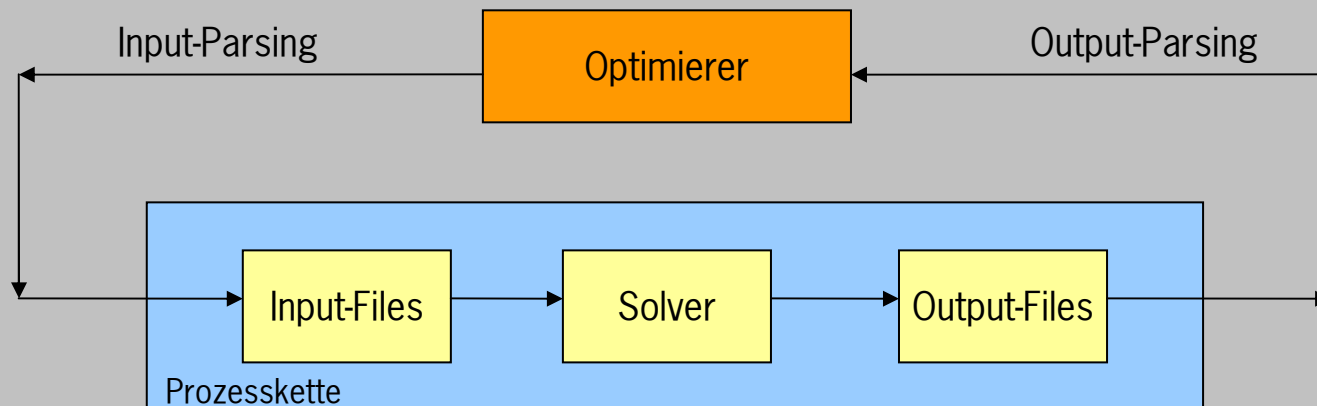 Input-Parsing
Optimierer
Output-Parsing
Input-Files
Solver
Output-Files
Prozesskette